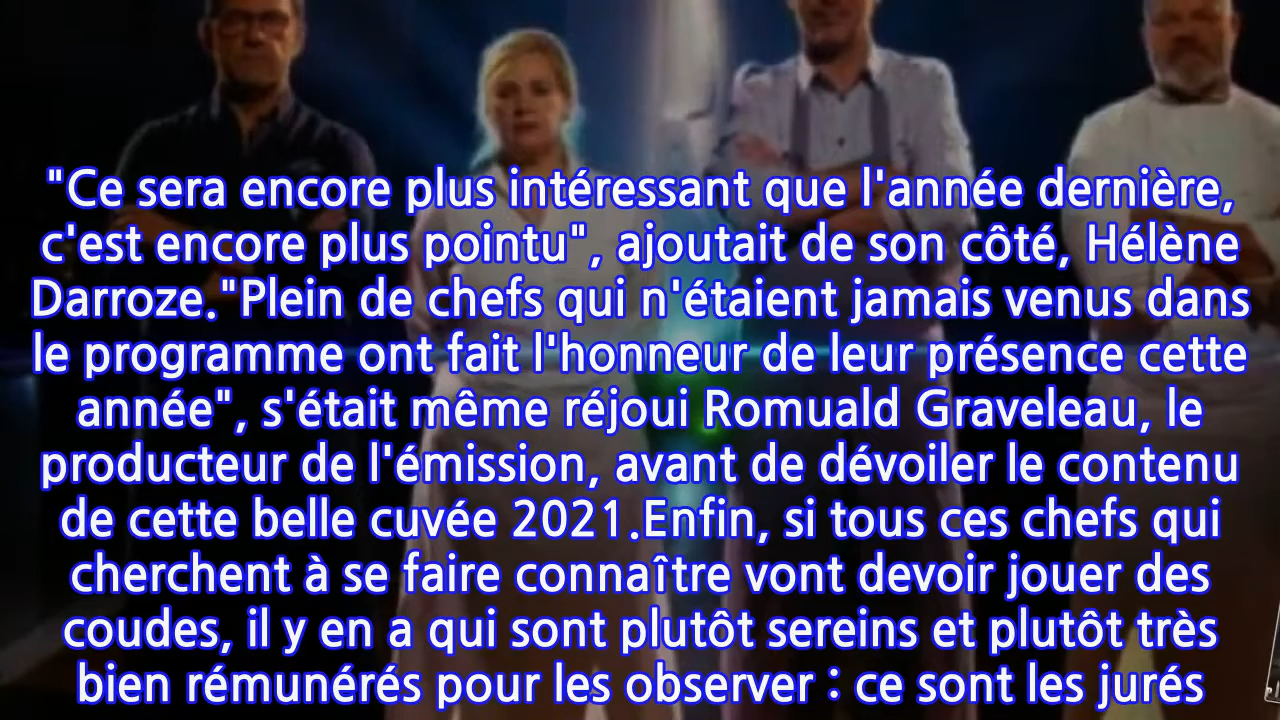 "Ce sera encore plus intéressant que l'année dernière,
c'est encore plus pointu", ajoutait de son côté, Hélène
Darroze."Plein de chefs qui n'étaient jamais venus dans
le programme ont fait l'honneur de leur présence cette
année", s'était même réjoui Romuald Graveleau, le
producteur de l'émission, avant de dévoiler le contenu
de cette belle cuvée 2021.Enfin, si tous ces chefs qui
cherchent à se faire connaître vont devoir jouer des
coudes, il y en a qui sont plutôt sereins et plutôt très
bien rémunérés pour les observer : ce sont les jurés